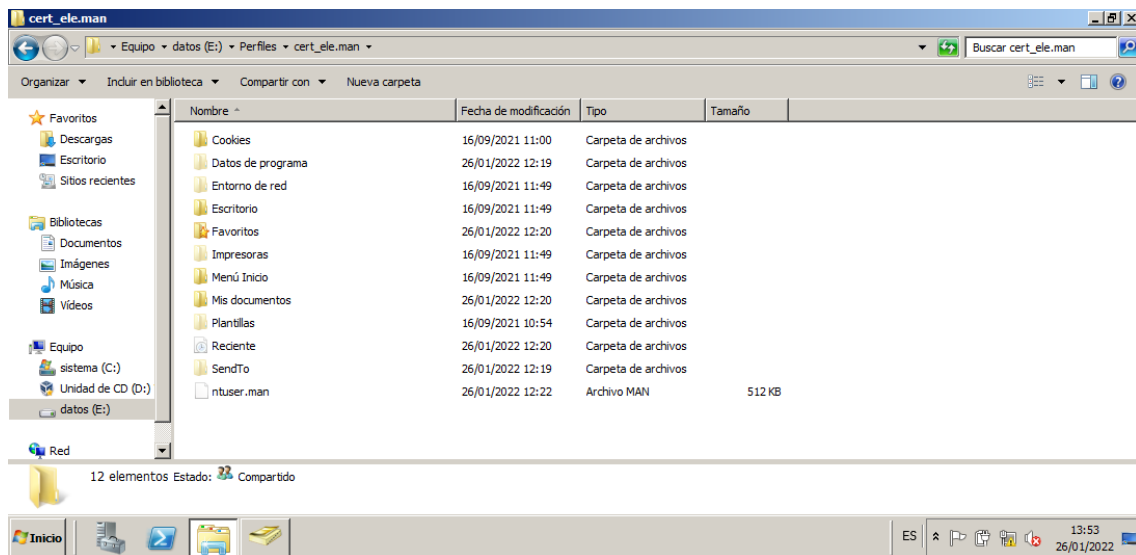 cert_ele.man
Equipo datos (E:) Perfiles cert_ele.man
Buscar cert_ele.man
Organizar Incluir en biblioteca Compartir con Nueva carpeta
Favoritos
Descargas
Escritorio
Sitios recientes
Bibliotecas
Documentos
Imágenes
Música
Vídeos
Equipo
sistema (C:)
Unidad de CD (D:)
datos (E:)
Red
Nombre Fecha de modificación Tipo Tamaño
Cookies 16/09/2021 11:00 Carpeta de archivos
Datos de programa 26/01/2022 12:19 Carpeta de archivos
Entorno de red 16/09/2021 11:49 Carpeta de archivos
Escritorio 16/09/2021 11:49 Carpeta de archivos
Favoritos 26/01/2022 12:20 Carpeta de archivos
Impresoras 16/09/2021 11:49 Carpeta de archivos
Menú Inicio 16/09/2021 11:49 Carpeta de archivos
Mis documentos 26/01/2022 12:20 Carpeta de archivos
Plantillas 16/09/2021 10:54 Carpeta de archivos
Reciente 26/01/2022 12:20 Carpeta de archivos
SendTo 26/01/2022 12:19 Carpeta de archivos
ntuser.man 26/01/2022 12:22 Archivo MAN 512 KB
12 elementos Estado: Compartido
Inicio
ES
13:53
26/01/2022